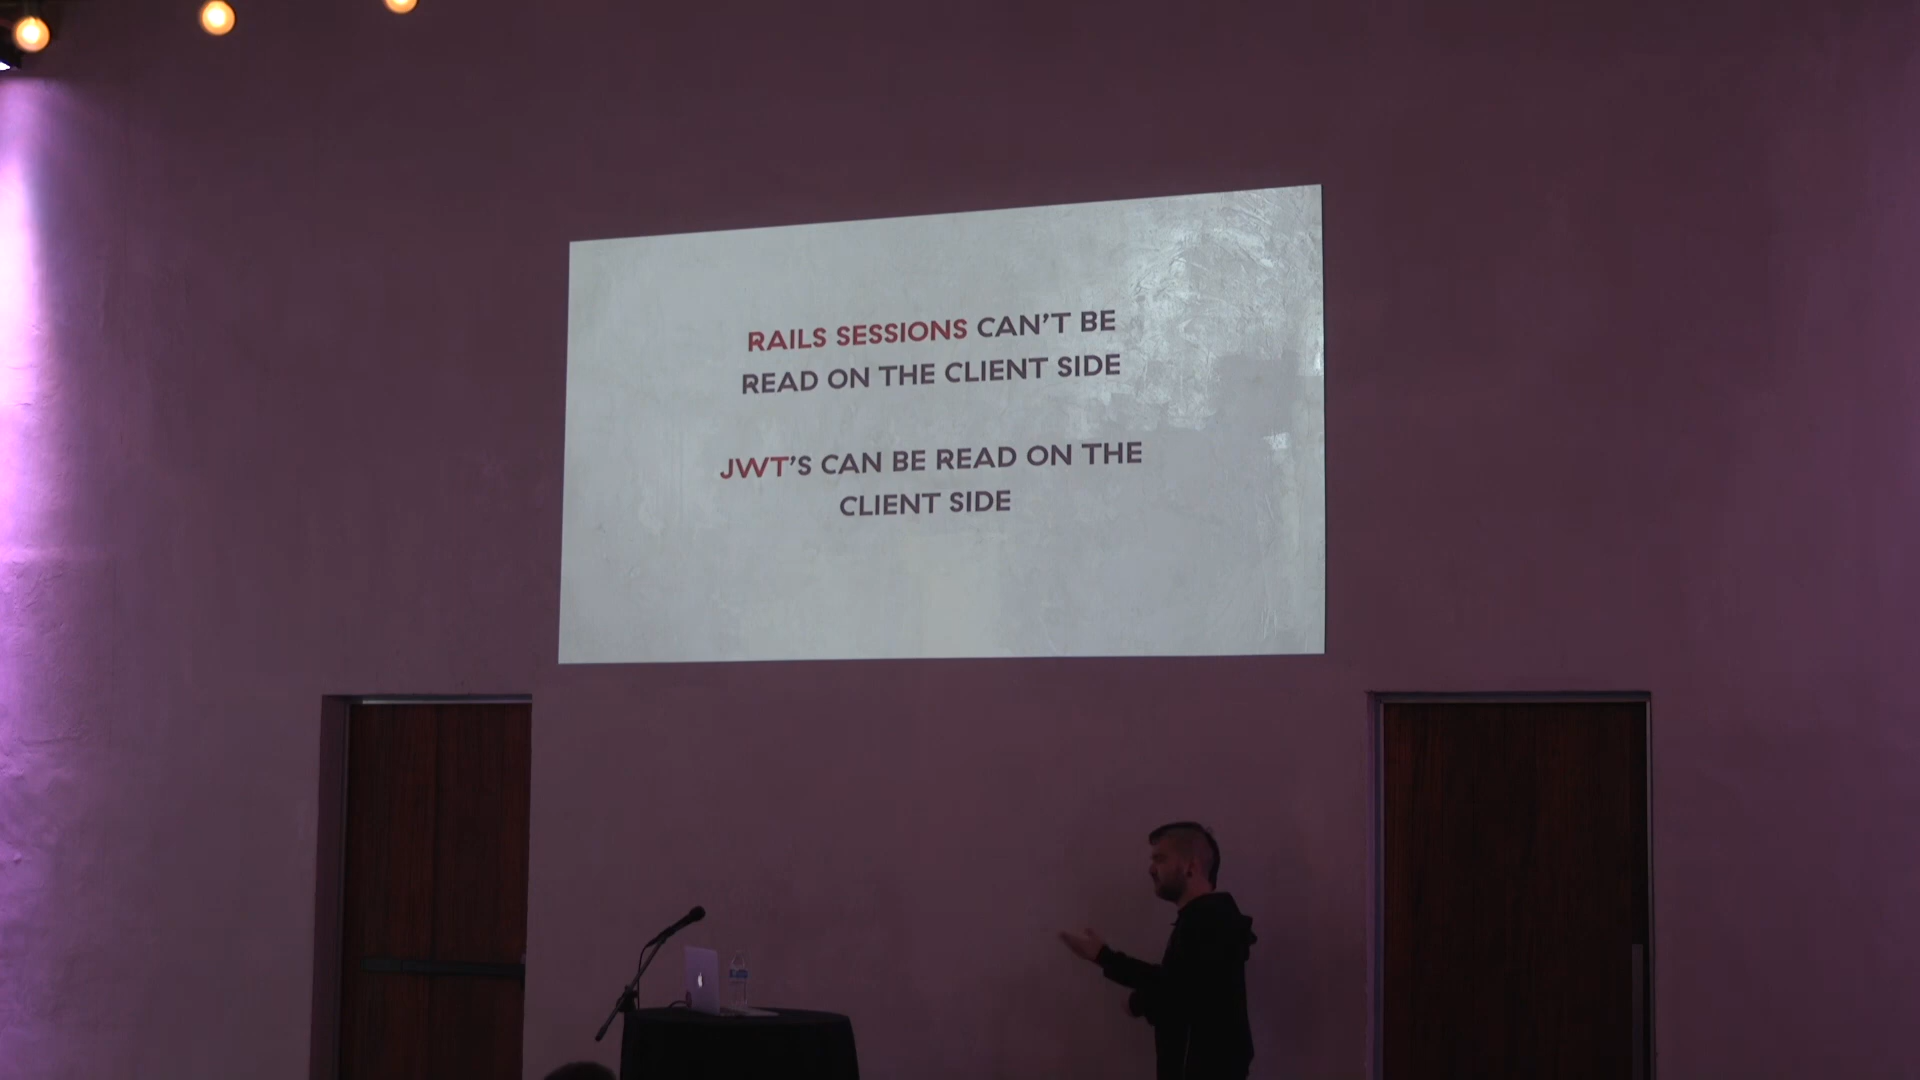 RAILS SESSIONS CAN'T BE
READ ON THE CLIENT SIDE
JWT'S CAN BE READ ON THE
CLIENT SIDE